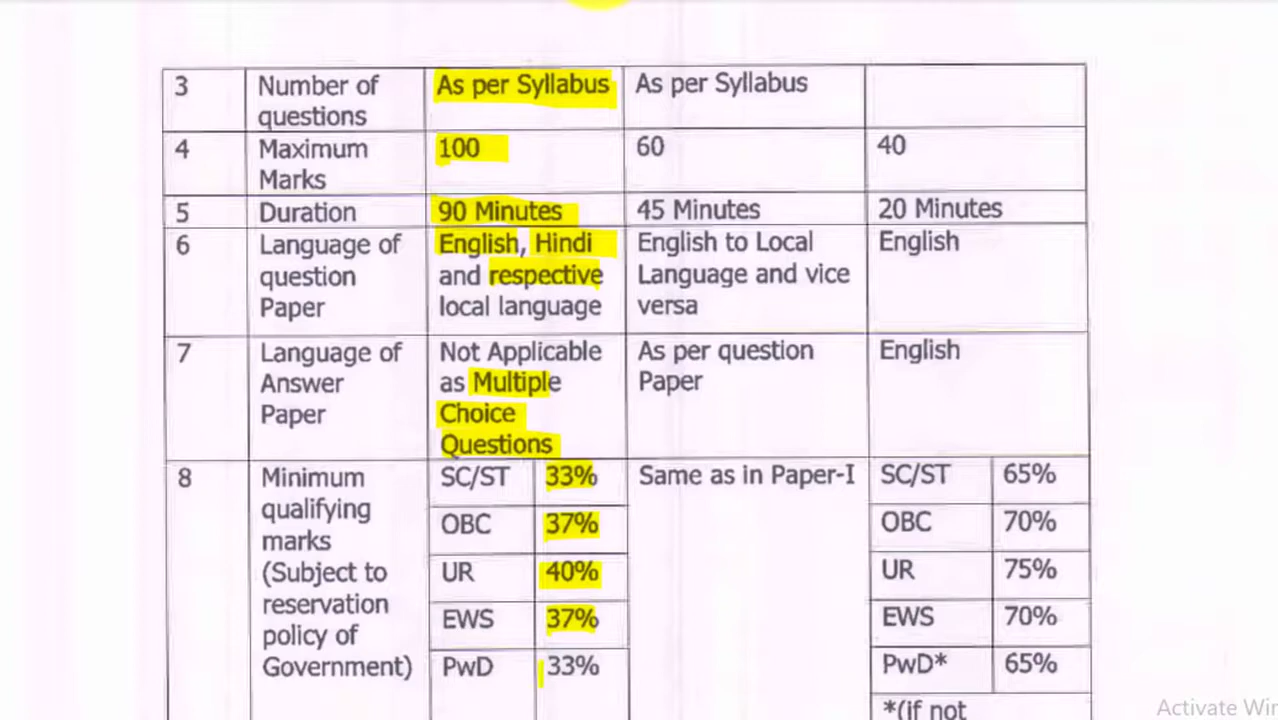 3 Number of As per Syllabus As per Syllabus
questions
4 Maximum 100 60 40
Marks
5 Duration 90 Minutes 45 Minutes 20 Minutes
6 Language of English, Hindi English to Local English
question and respective Language and vice
Paper local language versa
7 Language of Not Applicable As per question English
Answer as Multiple Paper
Paper Choice
Questions
8 Minimum SC/ST 33% Same as in Paper-I SC/ST 65%
qualifying OBC 37% OBC 70%
marks
(Subject to UR 40% UR 75%
reservation EWS 37% EWS 70%
policy of
Government) PwD 33% PwD* 65%
*(if not
Activate Wir